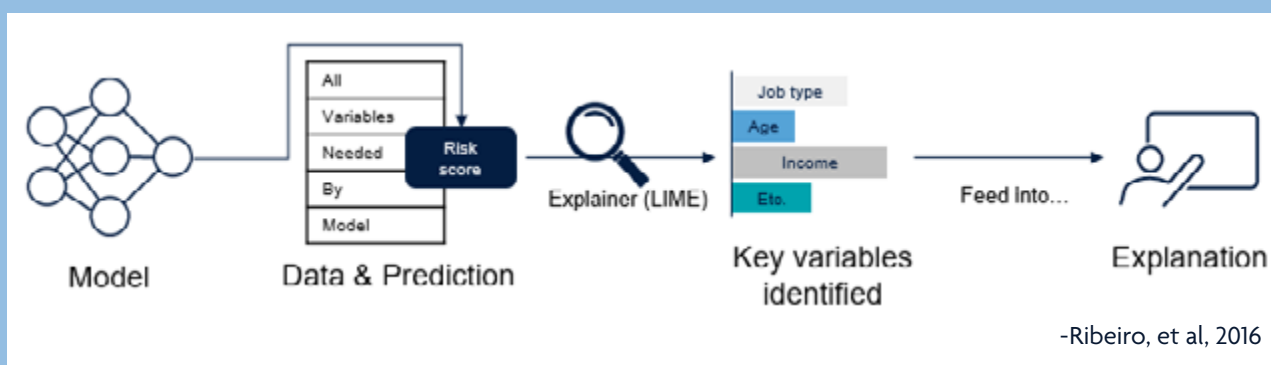 All
Variables
Needed
By
Model
Risk
score
Model
Data & Prediction
Explainer (LIME)
Job type
Age
Income
Etc.
Key variables
identified
Feed Into...
Explanation
-Ribeiro, et al, 2016